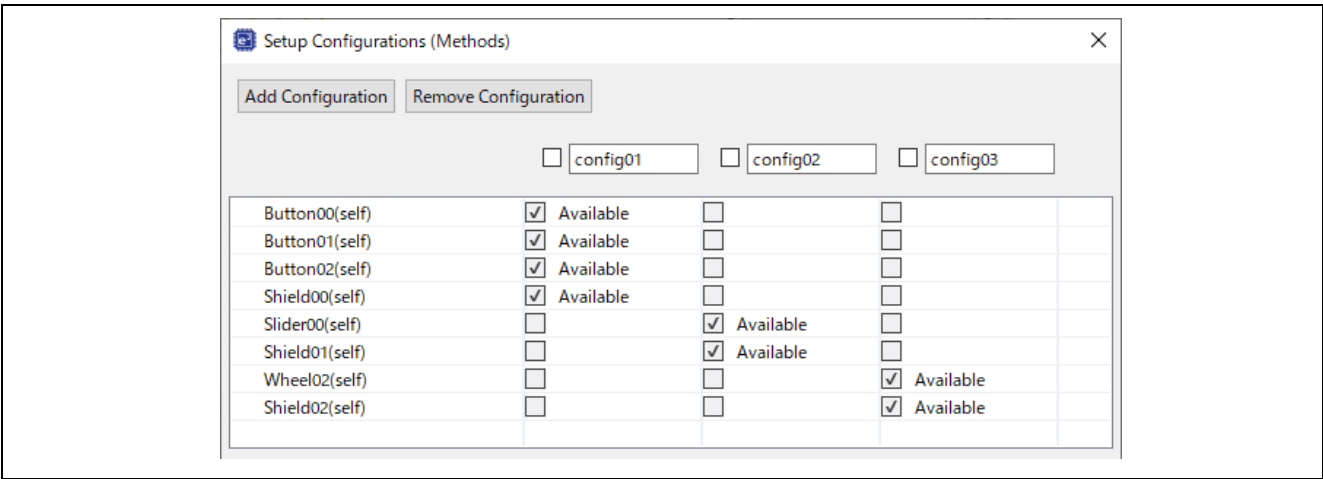 Setup Configurations (Methods)
Add Configuration Remove Configuration
config01 config02 config03
Button00(self) Available
Button01(self) Available
Button02(self) Available
Shield00(self) Available
Slider00(self) Available
Shield01(self) Available
Wheel02(self) Available
Shield02(self) Available